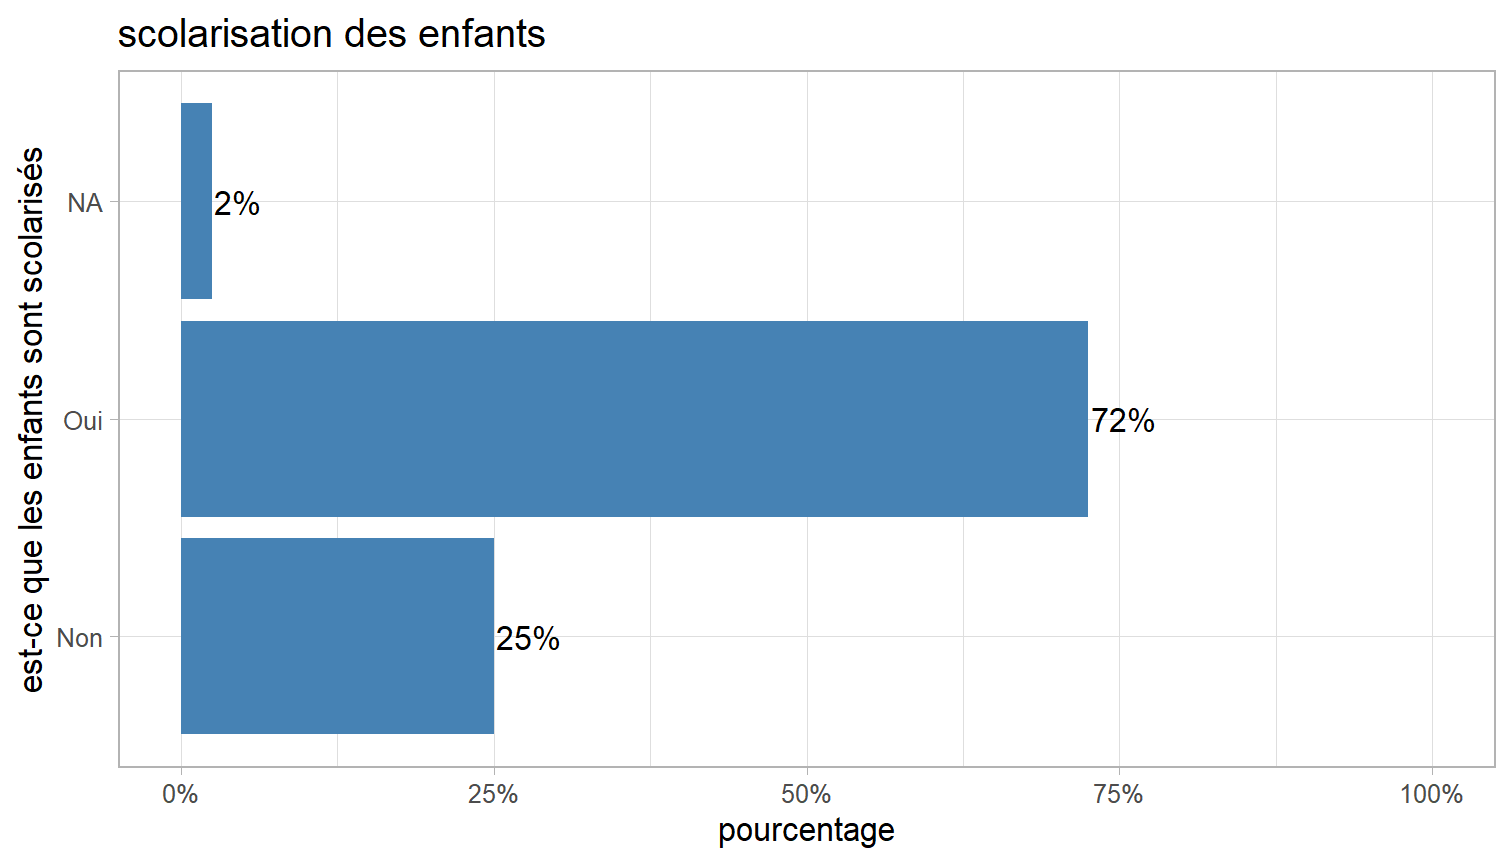 scolarisation des enfants
est-ce que les enfants sont scolarisés
NA
2%
Oui
72%
Non
25%
0%
25%
50%
75%
100%
pourcentage